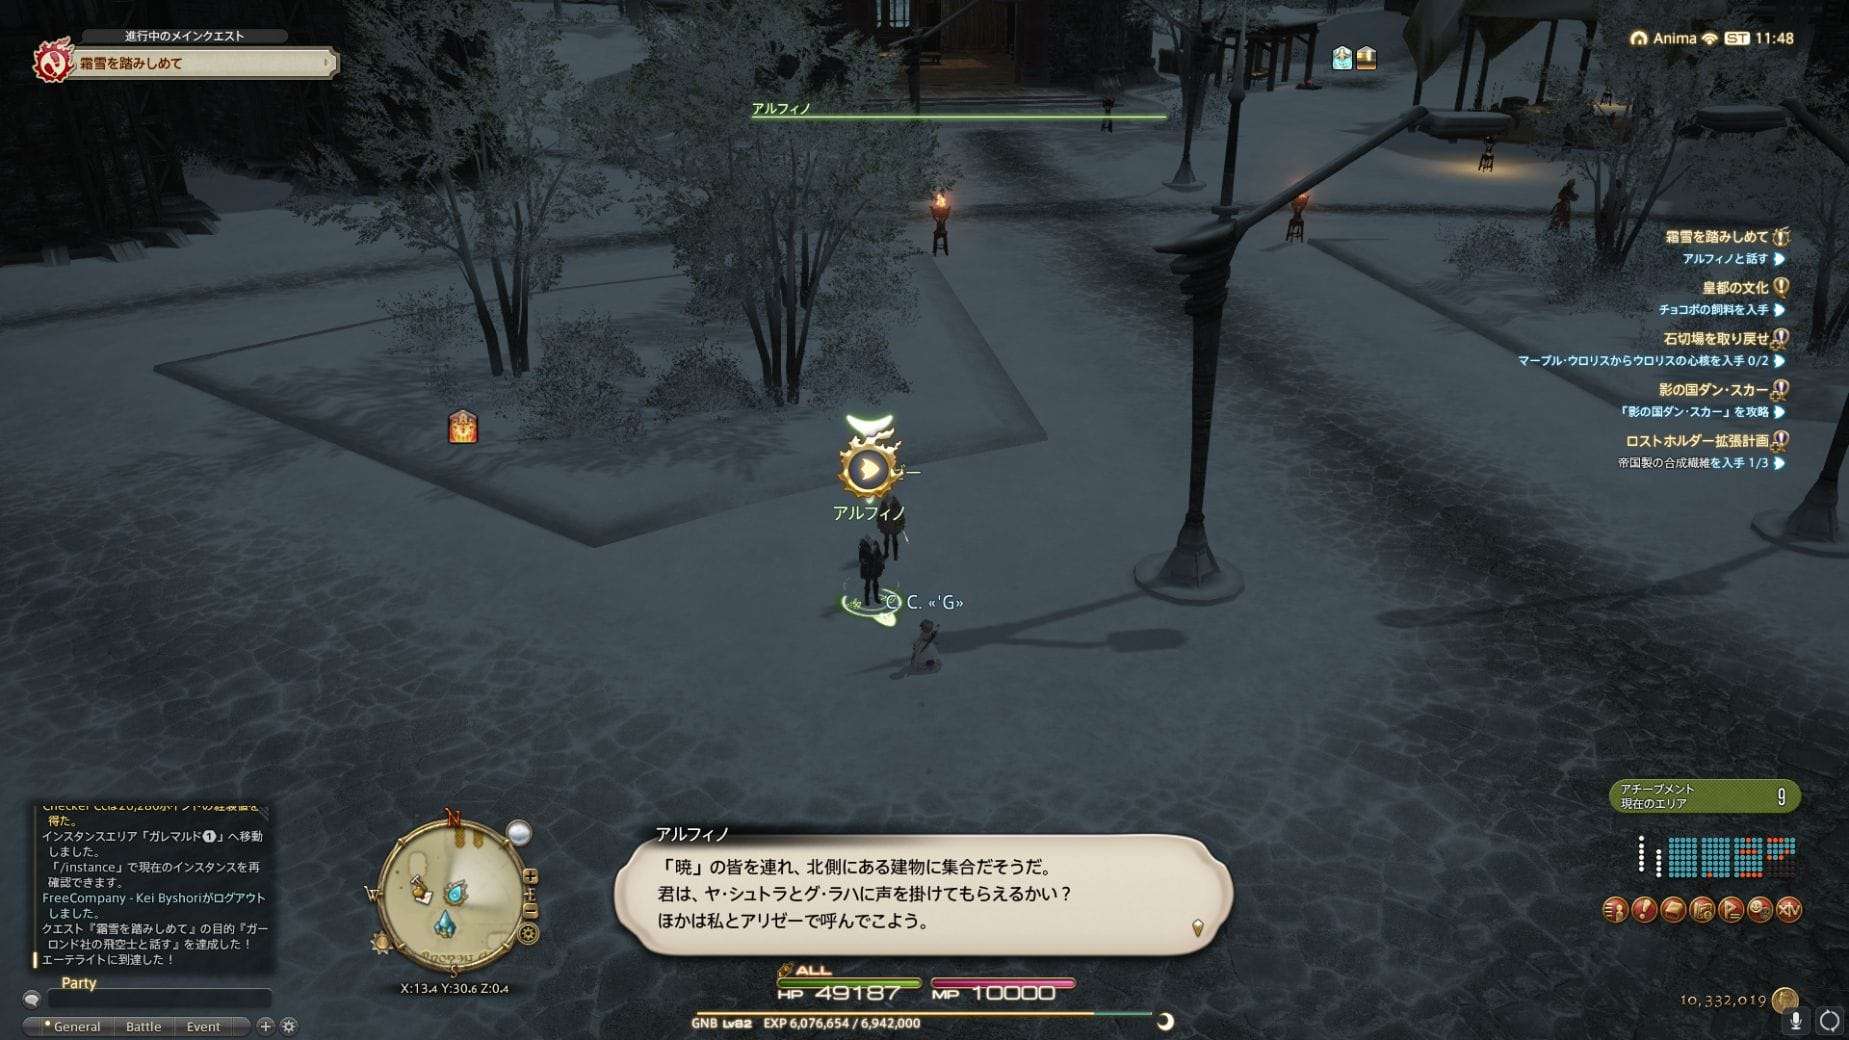 進行中のメインクエスト
霜雪を踏みしめて
Anima ST 11:48
アルフィノ
霜雪を踏みしめて
アルフィノと話す
皇都の文化
チョコボの飼料を入手
石切場を取り戻せ
マーブル・ウロリスからウロリスの心核を入手 0/2
影の国ダン・スカー
「影の国ダン・スカー」を攻略
ロストホルダー拡張計画
帝国製の合成繊維を入手 1/3
アルフィノ
C. C. «'G»
アチーブメント
現在のエリア
9
得た。
インスタンスエリア「ガレマルド1」へ移動
しました。
「/instance」で現在のインスタンスを再
確認できます。
FreeCompany - Kei Byshoriがログアウト
しました。
クエスト『霜雪を踏みしめて』の目的『ガー
ロンド社の飛空士と話す』を達成した！
エーテライトに到達した！
Party
General Battle Event
N
W
S
X:13.4 Y:30.6 Z:0.4
アルフィノ
「暁」の皆を連れ、北側にある建物に集合だそうだ。
君は、ヤ・シュトラとグ・ラハに声を掛けてもらえるかい？
ほかは私とアリゼーで呼んでこよう。
ALL
HP 49187 MP 10000
GNB Lv82 EXP 6,076,654 / 6,942,000
XIV
10,332,019